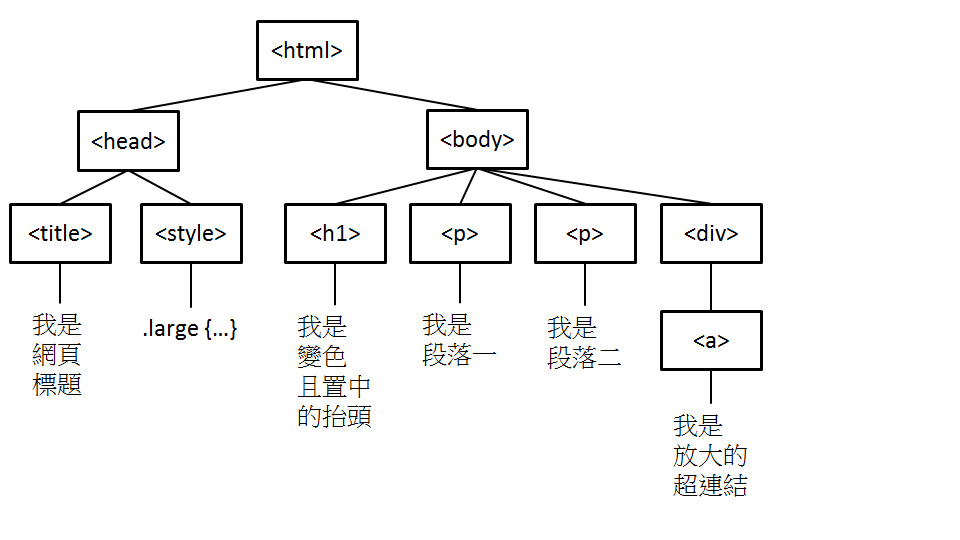 <html>
<head>
<body>
<title>
<style>
<h1>
<p>
<p>
<div>
我是
網頁
標題
.large {…}
我是
變色
且置中
的抬頭
我是
段落一
我是
段落二
<a>
我是
放大的
超連結